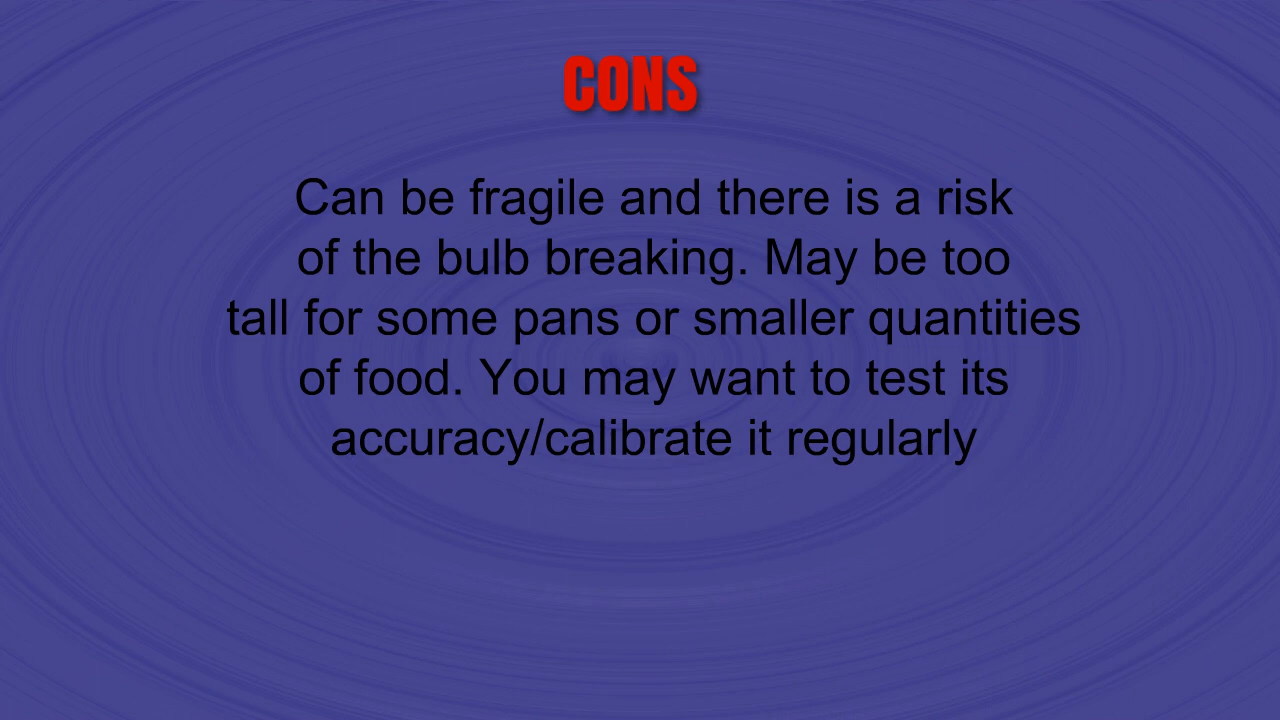 CONS
Can be fragile and there is a risk
of the bulb breaking. May be too
tall for some pans or smaller quantities
of food. You may want to test its
accuracy/calibrate it regularly